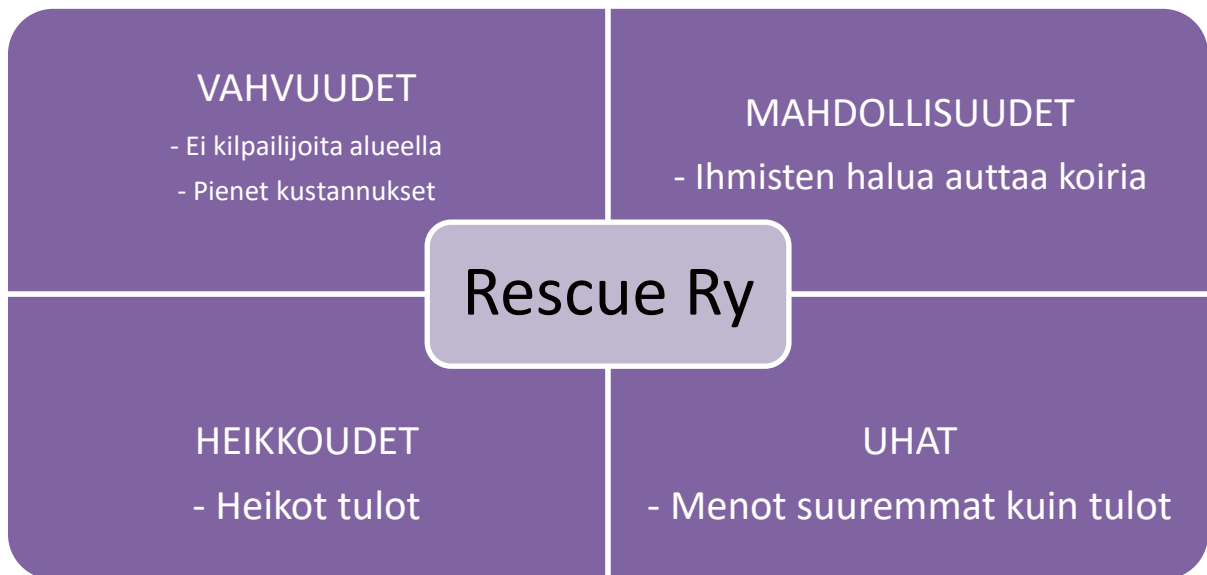 VAHVUUDET
- Ei kilpailijoita alueella
- Pienet kustannukset
MAHDOLLISUUDET
- Ihmisten halua auttaa koiria
Rescue Ry
HEIKKOUDET
- Heikot tulot
UHAT
- Menot suuremmat kuin tulot